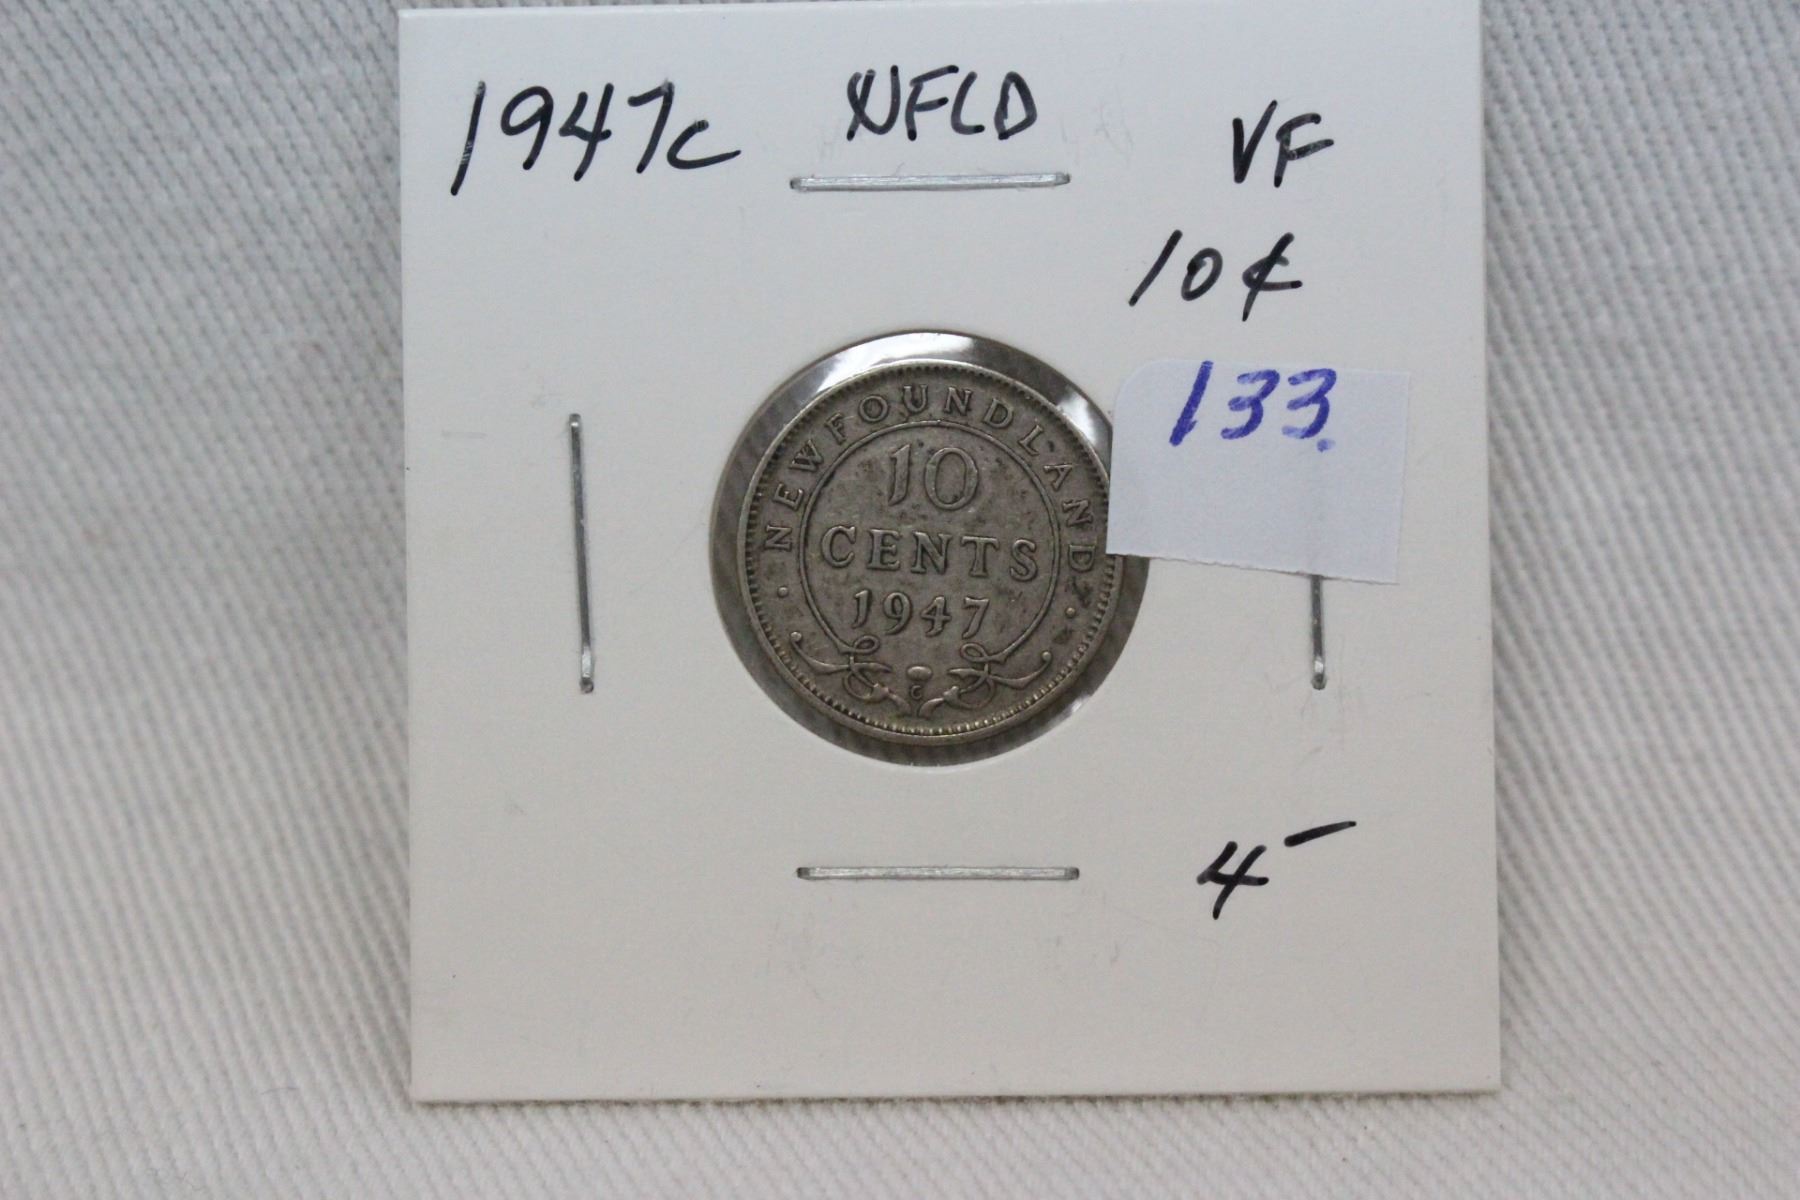 1947c NFLD VF
10¢
133.
NEWFOUNDLAND
10
CENTS
1947
C
4-